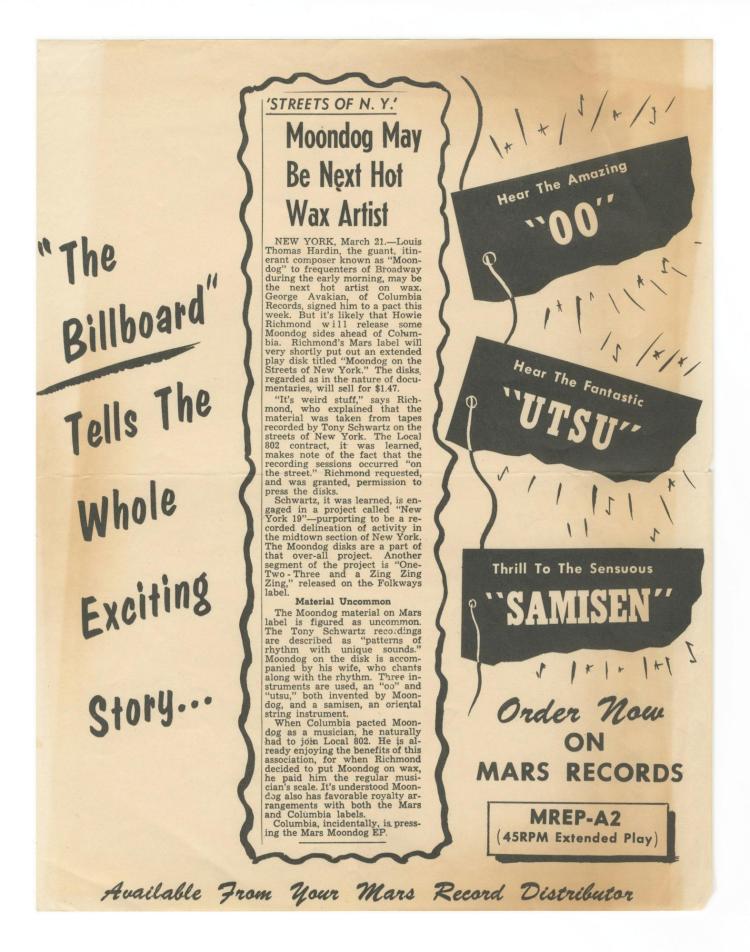 "The
Billboard"
Tells The
Whole
Exciting
Story...
'STREETS OF N. Y.'
Moondog May
Be Next Hot
Wax Artist
NEW YORK, March 21.—Louis
Thomas Hardin, the guant, itin-
erant composer known as "Moon-
dog" to frequenters of Broadway
during the early morning, may be
the next hot artist on wax.
George Avakian, of Columbia
Records, signed him to a pact this
week. But it's likely that Howie
Richmond will release some
Moondog sides ahead of Colum-
bia. Richmond's Mars label will
very shortly put out an extended
play disk titled "Moondog on the
Streets of New York." The disks,
regarded as in the nature of docu-
mentaries, will sell for $1.47.
"It's weird stuff," says Rich-
mond, who explained that the
material was taken from tapes
recorded by Tony Schwartz on the
streets of New York. The Local
802 contract, it was learned,
makes note of the fact that the
recording sessions occurred "on
the street." Richmond requested,
and was granted, permission to
press the disks.
Schwartz, it was learned, is en-
gaged in a project called "New
York 19"—purporting to be a re-
corded delineation of activity in
the midtown section of New York.
The Moondog disks are a part of
that over-all project. Another
segment of the project is "One-
Two-Three and a Zing Zing
Zing," released on the Folkways
label.
Material Uncommon
The Moondog material on Mars
label is figured as uncommon.
The Tony Schwartz recordings
are described as "patterns of
rhythm with unique sounds."
Moondog on the disk is accom-
panied by his wife, who chants
along with the rhythm. Three in-
struments are used, an "oo" and
"utsu," both invented by Moon-
dog, and a samisen, an oriental
string instrument.
When Columbia pacted Moon-
dog as a musician, he naturally
had to join Local 802. He is al-
ready enjoying the benefits of this
association, for when Richmond
decided to put Moondog on wax,
he paid him the regular musi-
cian's scale. It's understood Moon-
dog also has favorable royalty ar-
rangements with both the Mars
and Columbia labels.
Columbia, incidentally, is press-
ing the Mars Moondog EP.
Hear The Amazing
"OO"
Hear The Fantastic
"UTSU"
Thrill To The Sensuous
"SAMISEN"
Order Now
ON
MARS RECORDS
MREP-A2
(45RPM Extended Play)
Available From Your Mars Record Distributor